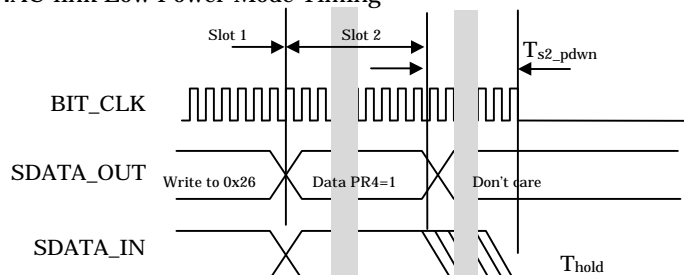 AC-link Low Power Mode Timing
Slot 1
Slot 2
Ts2_pdwn
BIT_CLK
SDATA_OUT
Write to 0x26
Data PR4=1
Don't care
SDATA_IN
Thold